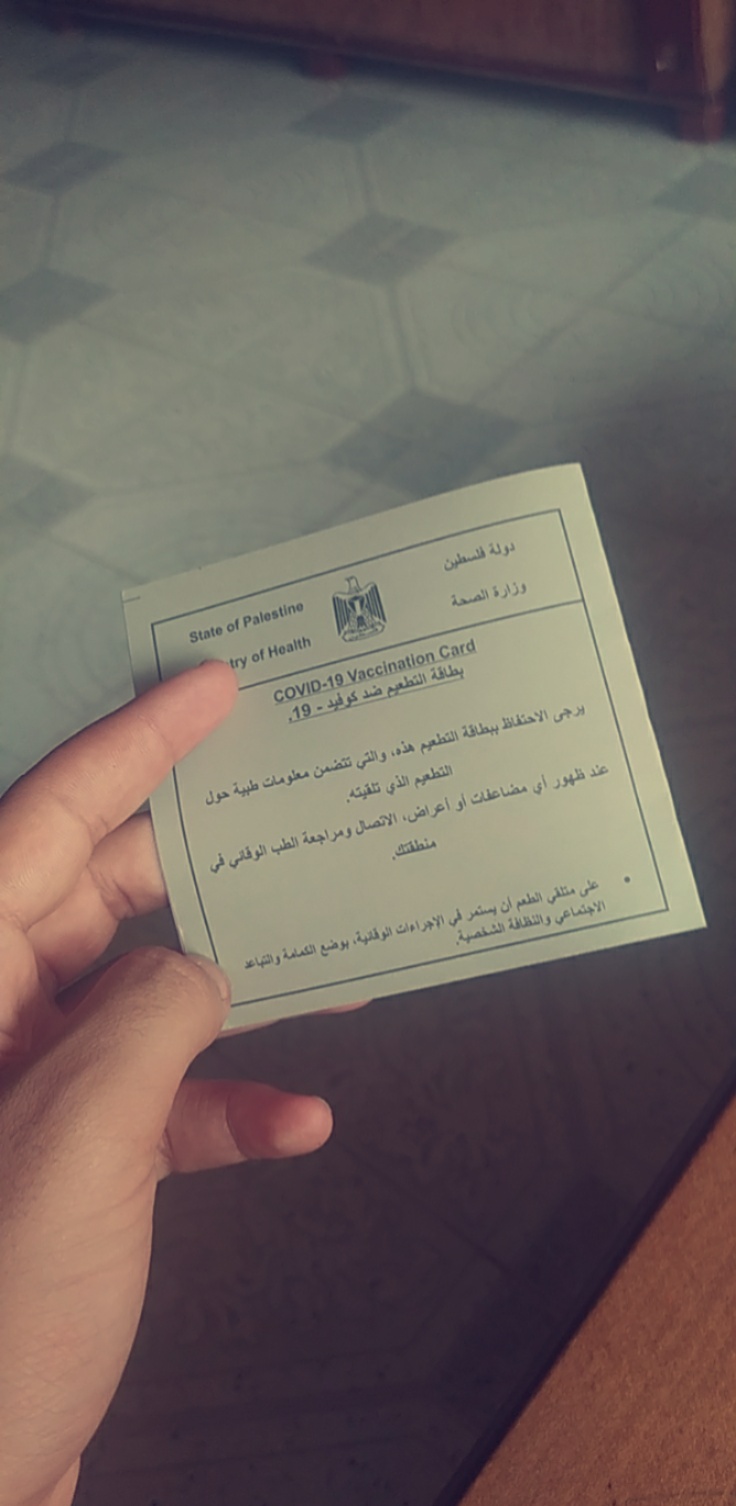 State of Palestine
دولة فلسطين
try of Health
وزارة الصحة
COVID-19 Vaccination Card
بطاقة التطعيم ضد كوفيد - 19.
يرجى الاحتفاظ ببطاقة التطعيم هذه، والتي تتضمن معلومات طبية حول
التطعيم الذي تلقيته.
عند ظهور أي مضاعفات أو أعراض، الاتصال ومراجعة الطب الوقائي في
منطقتك.
• على متلقي الطعم أن يستمر في الإجراءات الوقائية، بوضع الكمامة والتباعد
الاجتماعي والنظافة الشخصية.